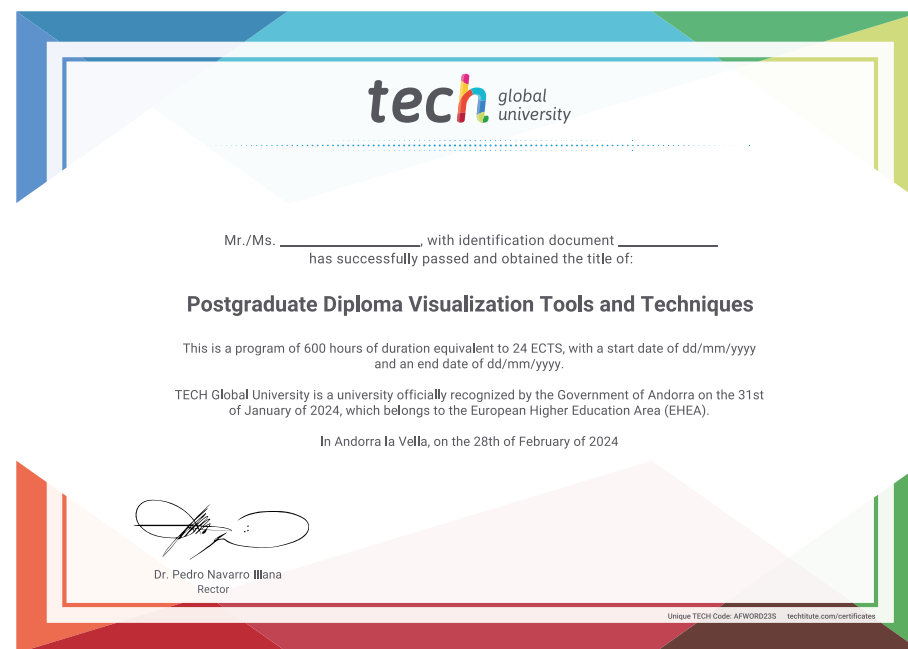 tech global university
Mr./Ms. ____________________, with identification document ______________
has successfully passed and obtained the title of:
Postgraduate Diploma Visualization Tools and Techniques
This is a program of 600 hours of duration equivalent to 24 ECTS, with a start date of dd/mm/yyyy
and an end date of dd/mm/yyyy.
TECH Global University is a university officially recognized by the Government of Andorra on the 31st
of January of 2024, which belongs to the European Higher Education Area (EHEA).
In Andorra la Vella, on the 28th of February of 2024
Dr. Pedro Navarro Illana
Rector
Unique TECH Code: AFWORD23S techtitute.com/certificates